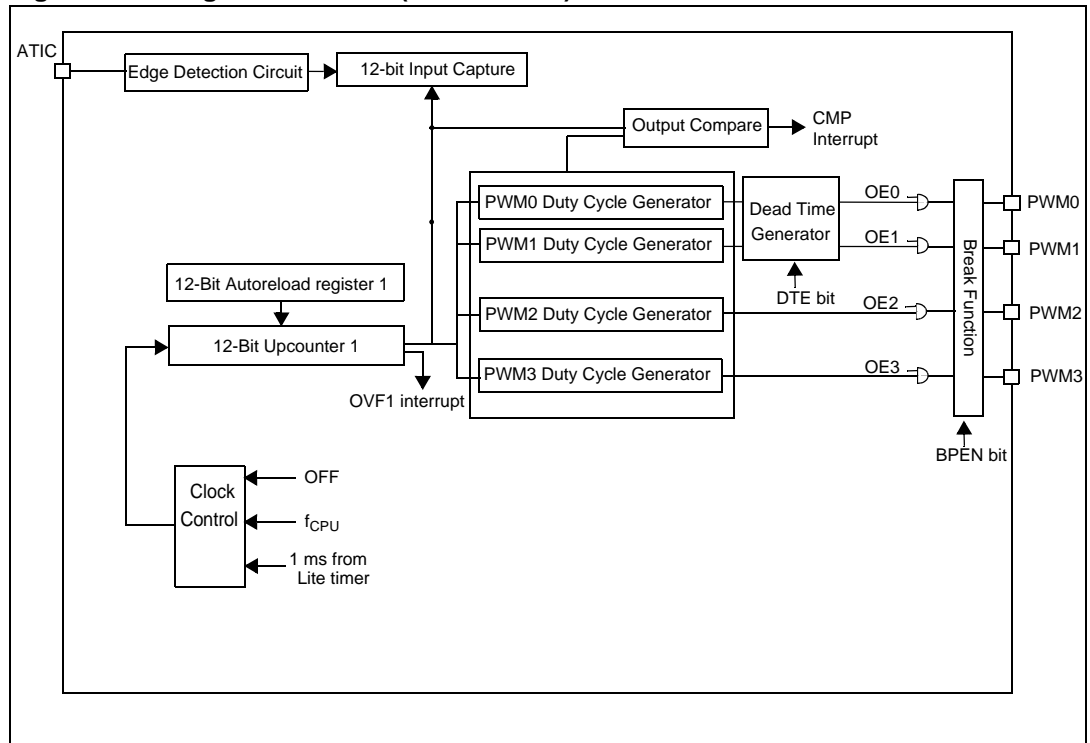 ATIC
Edge Detection Circuit
12-bit Input Capture
Output Compare
CMP
Interrupt
PWM0 Duty Cycle Generator
PWM1 Duty Cycle Generator
PWM2 Duty Cycle Generator
PWM3 Duty Cycle Generator
Dead Time
Generator
DTE bit
OE0
OE1
OE2
OE3
Break Function
BPEN bit
PWM0
PWM1
PWM2
PWM3
12-Bit Autoreload register 1
12-Bit Upcounter 1
OVF1 interrupt
Clock
Control
OFF
fCPU
1 ms from
Lite timer